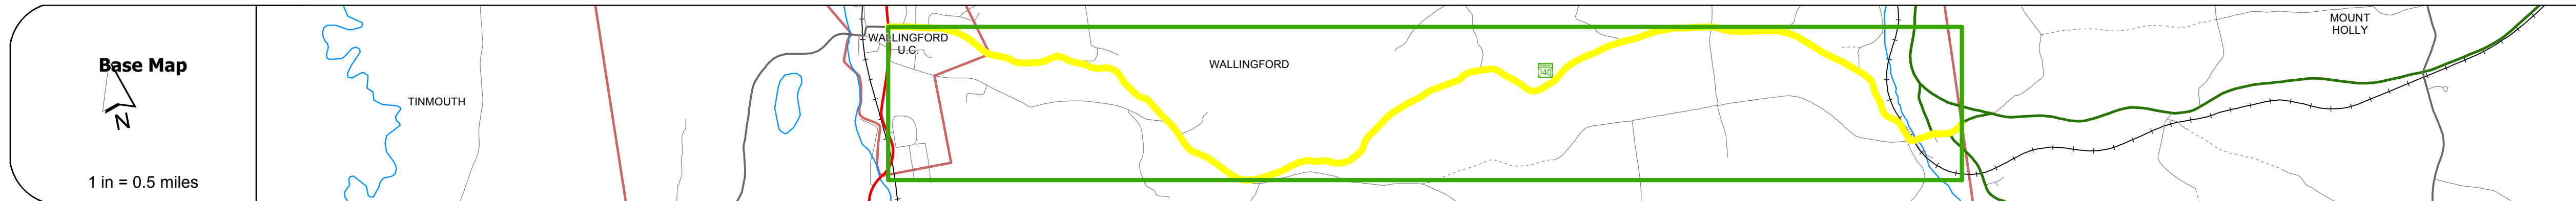 Base Map
N
1 in = 0.5 miles
TINMOUTH
WALLINGFORD
U.C.
WALLINGFORD
140
MOUNT
HOLLY